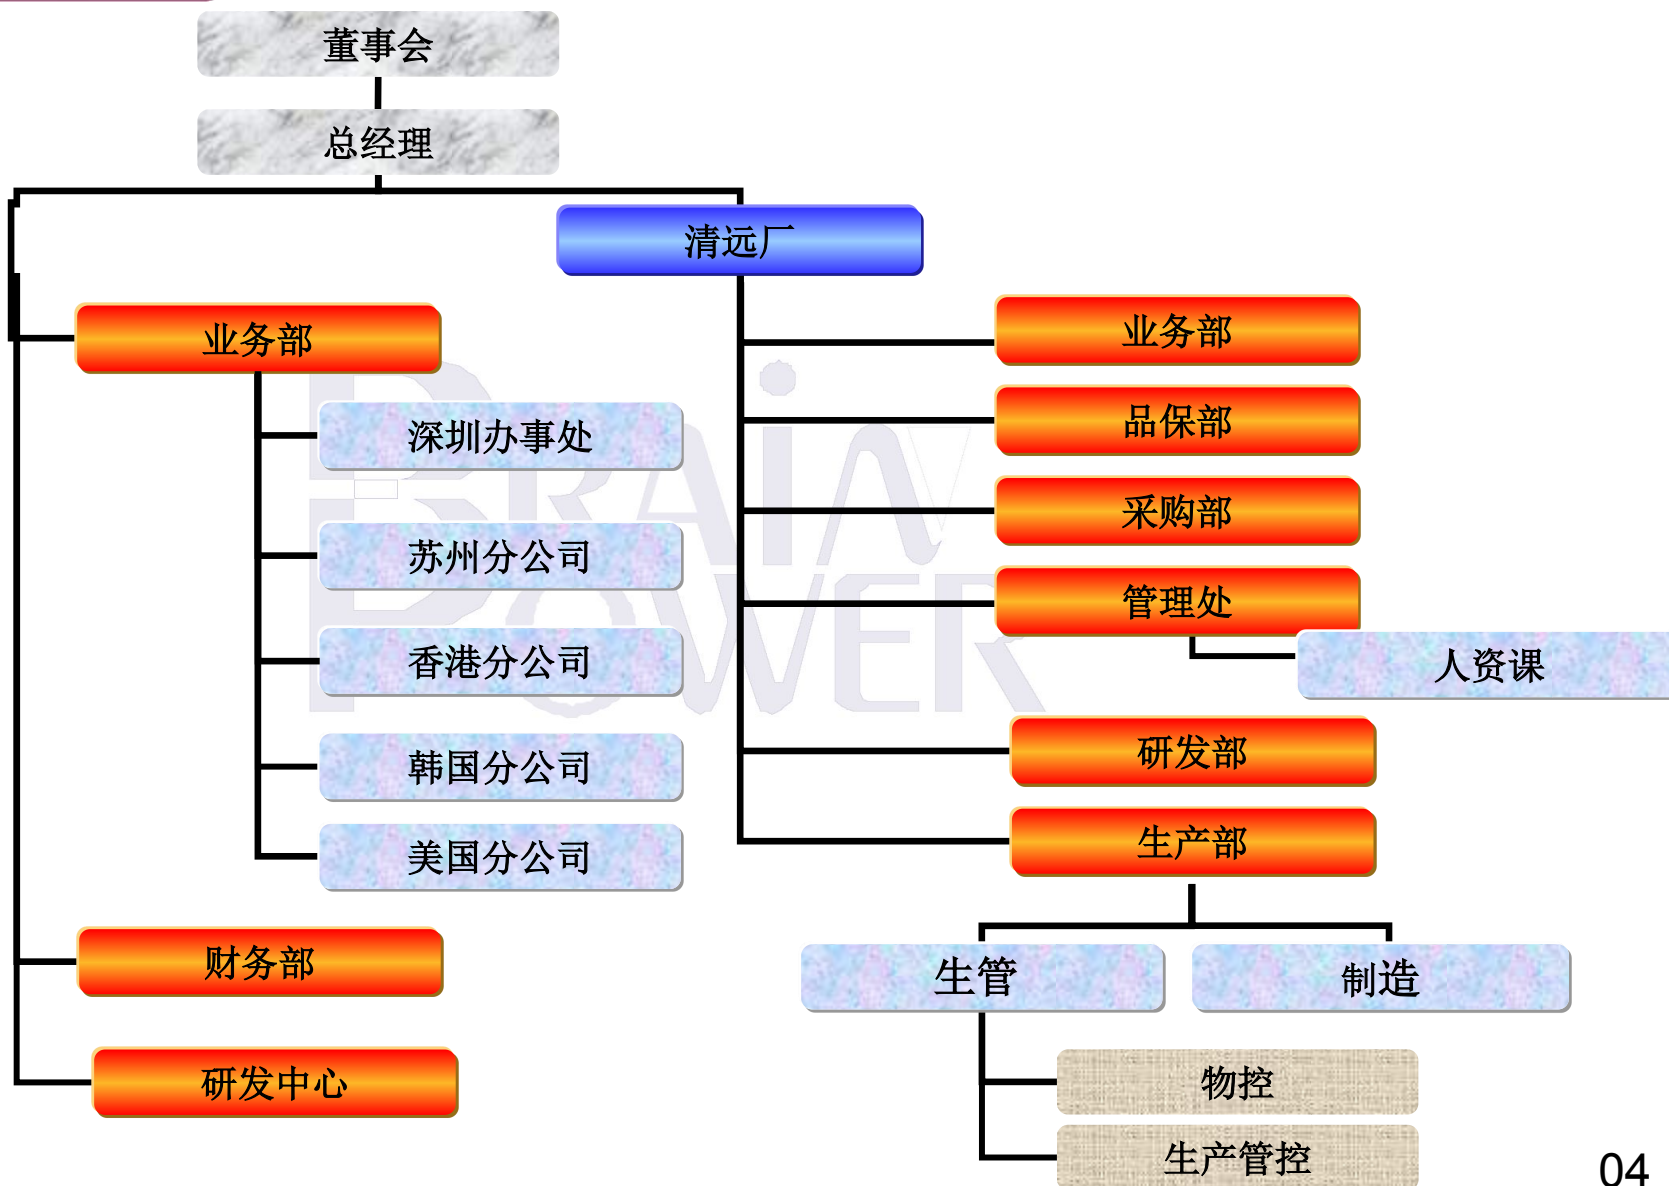 董事会
总经理
清远厂
业务部
深圳办事处
苏州分公司
香港分公司
韩国分公司
美国分公司
财务部
研发中心
业务部
品保部
采购部
管理处
人资课
研发部
生产部
生管
制造
物控
生产管控
BRAIN
POWER
04